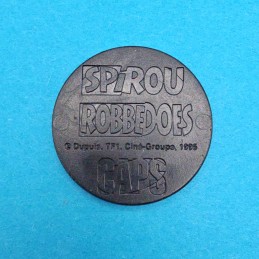 SPIROU
ROBBEDOES
© Dupuis, TF1, Ciné-Groupe, 1995
CAPS